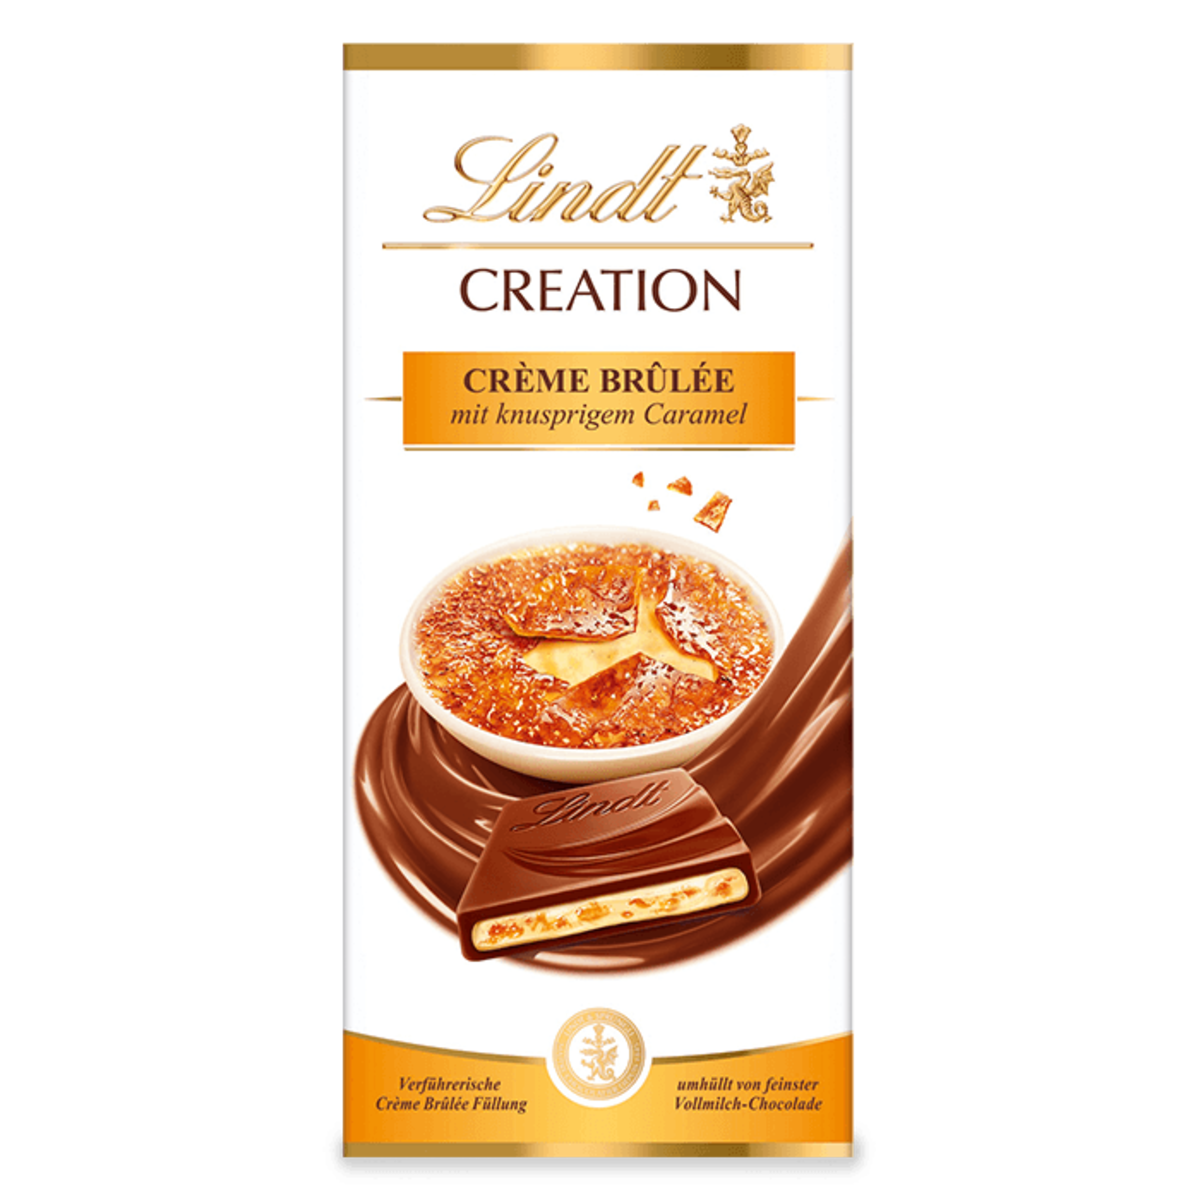 Lindt
CREATION
CRÈME BRÛLÉE
mit knusprigem Caramel
Lindt
Verführerische
Crème Brûlée Füllung
umhüllt von feinster
Vollmilch-Chocolade